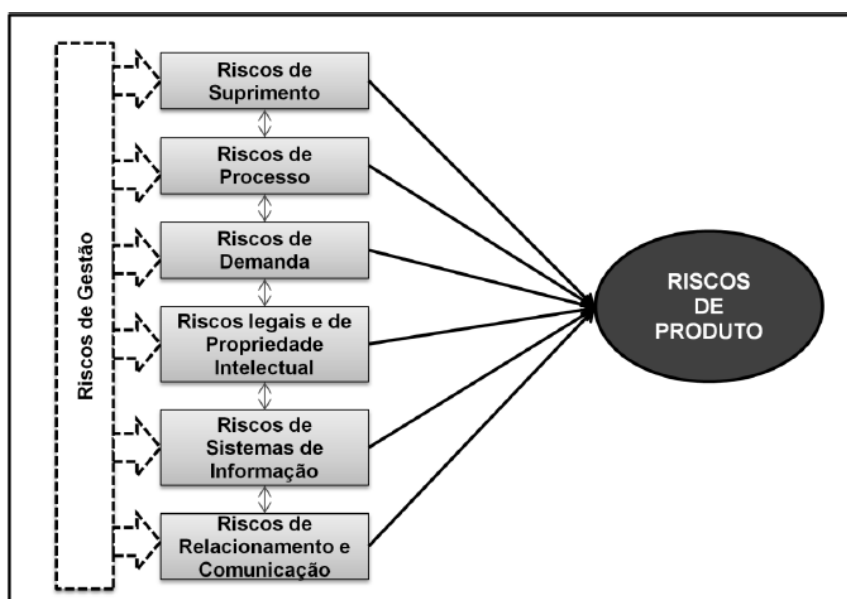 Riscos de Gestão
Riscos de
Suprimento
Riscos de
Processo
Riscos de
Demanda
Riscos legais e de
Propriedade
Intelectual
Riscos de
Sistemas de
Informação
Riscos de
Relacionamento e
Comunicação
RISCOS
DE
PRODUTO